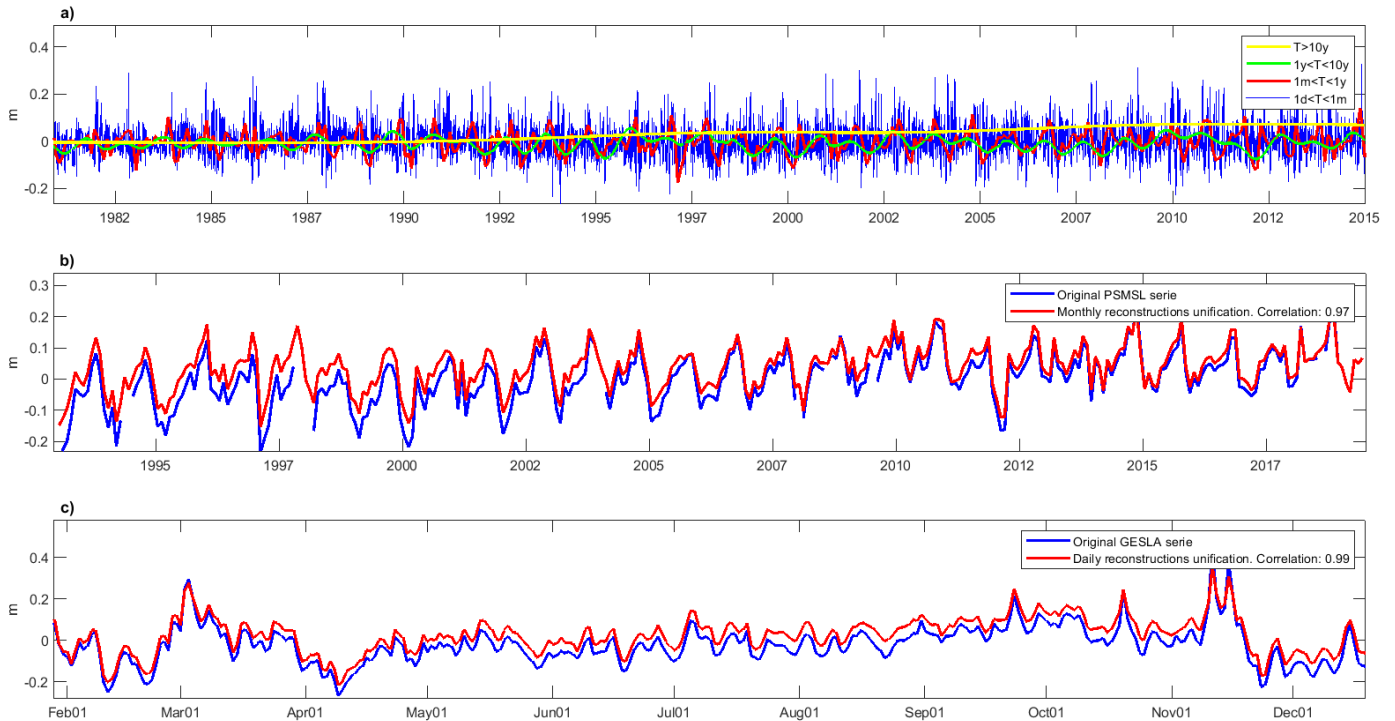 a)
0.4
0.2
0
-0.2
m
T>10y
1y<T<10y
1m<T<1y
1d<T<1m
1982 1985 1987 1990 1992 1995 1997 2000 2002 2005 2007 2010 2012 2015
b)
0.3
0.2
0.1
0
-0.1
-0.2
m
Original PSMSL serie
Monthly reconstructions unification. Correlation: 0.97
1995 1997 2000 2002 2005 2007 2010 2012 2015 2017
c)
0.4
0.2
0
-0.2
m
Original GESLA serie
Daily reconstructions unification. Correlation: 0.99
Feb01 Mar01 Apr01 May01 Jun01 Jul01 Aug01 Sep01 Oct01 Nov01 Dec01